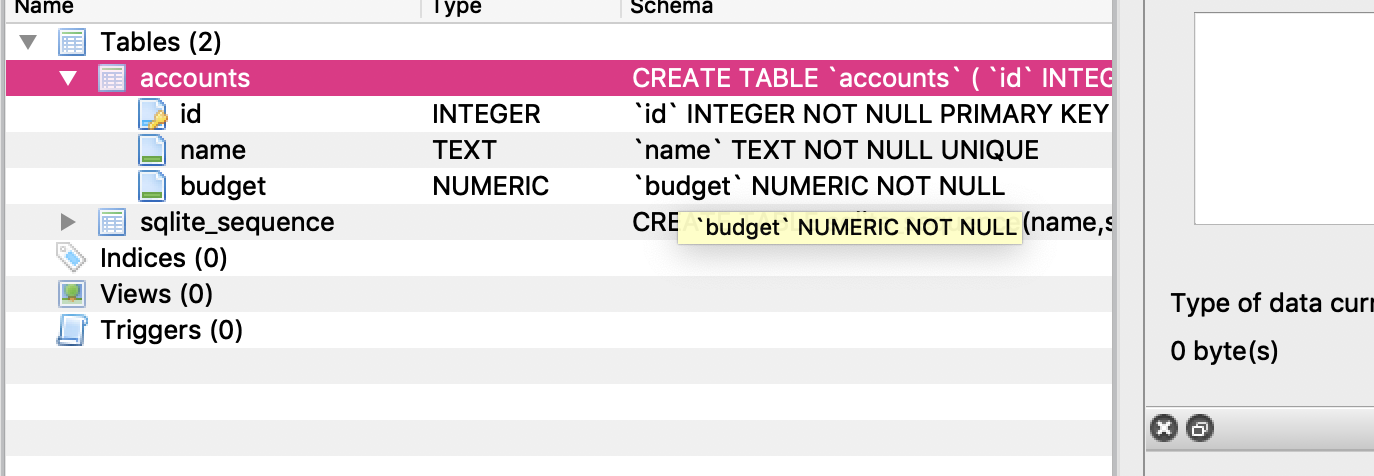 Name Type Schema
Tables (2)
accounts CREATE TABLE `accounts` ( `id` INTEG
id INTEGER `id` INTEGER NOT NULL PRIMARY KEY
name TEXT `name` TEXT NOT NULL UNIQUE
budget NUMERIC `budget` NUMERIC NOT NULL
sqlite_sequence CREATE TABLE (name,s
`budget` NUMERIC NOT NULL
Indices (0)
Views (0)
Triggers (0)
Type of data curr
0 byte(s)